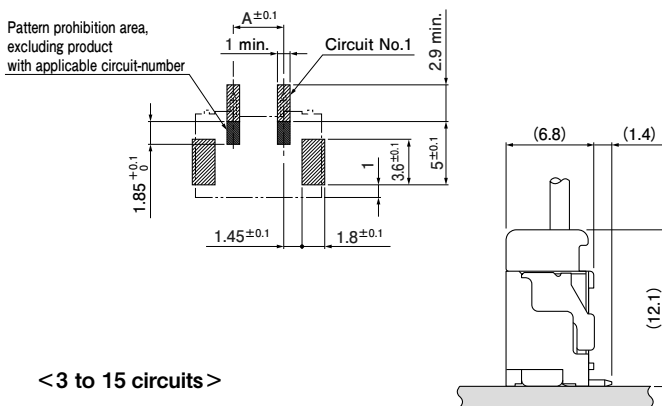 Pattern prohibition area,
excluding product
with applicable circuit-number
A±0.1
1 min.
Circuit No.1
2.9 min.
1.85 +0.1 0
1
3.6±0.1
5±0.1
1.45±0.1
1.8±0.1
(6.8)
(1.4)
(12.1)
<3 to 15 circuits>